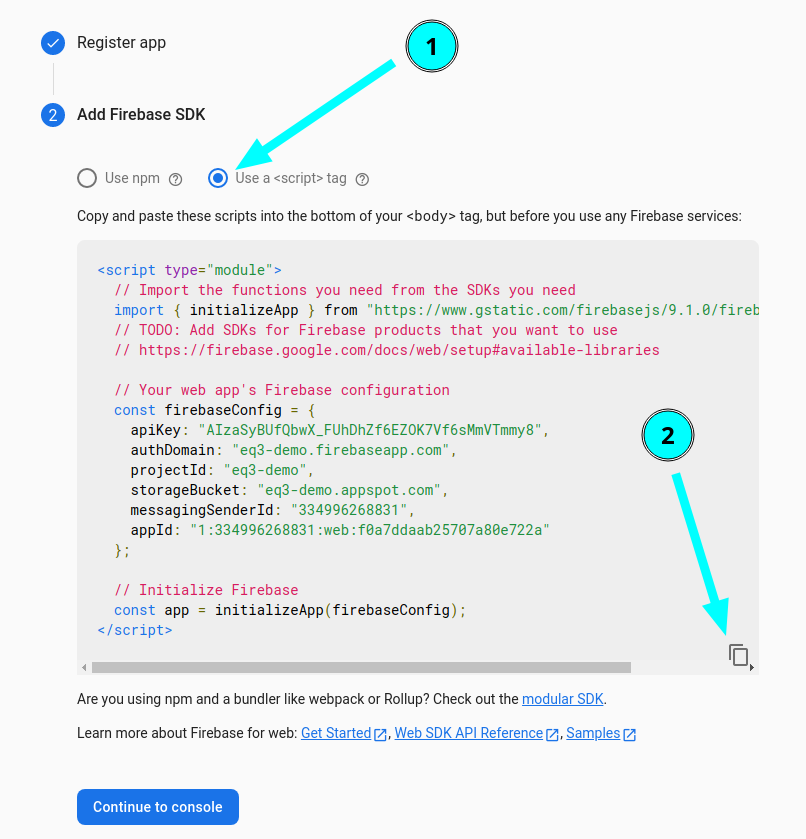 1
Register app
2 Add Firebase SDK
Use npm Use a <script> tag
Copy and paste these scripts into the bottom of your <body> tag, but before you use any Firebase services:
<script type="module">
  // Import the functions you need from the SDKs you need
  import { initializeApp } from "https://www.gstatic.com/firebasejs/9.1.0/fireb
  // TODO: Add SDKs for Firebase products that you want to use
  // https://firebase.google.com/docs/web/setup#available-libraries
  // Your web app's Firebase configuration
  const firebaseConfig = {
    apiKey: "AIzaSyBUfQbwX_FUhDhZf6EZOK7Vf6sMmVTmmy8",
    authDomain: "eq3-demo.firebaseapp.com",
    projectId: "eq3-demo",
    storageBucket: "eq3-demo.appspot.com",
    messagingSenderId: "334996268831",
    appId: "1:334996268831:web:f0a7ddaab25707a80e722a"
  };
2
  // Initialize Firebase
  const app = initializeApp(firebaseConfig);
</script>
Are you using npm and a bundler like webpack or Rollup? Check out the modular SDK.
Learn more about Firebase for web: Get Started, Web SDK API Reference, Samples
Continue to console